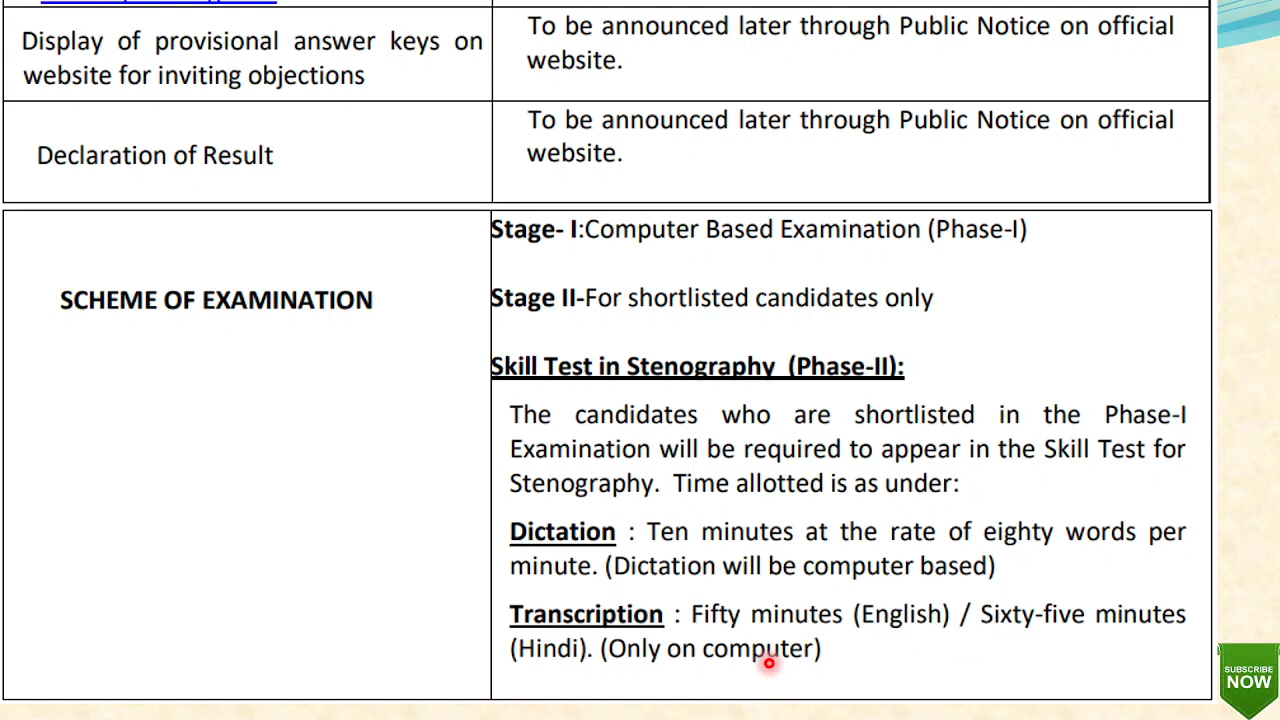 Display of provisional answer keys on
website for inviting objections
To be announced later through Public Notice on official
website.
Declaration of Result
To be announced later through Public Notice on official
website.
SCHEME OF EXAMINATION
Stage- I:Computer Based Examination (Phase-I)
Stage II-For shortlisted candidates only
Skill Test in Stenography (Phase-II):
The candidates who are shortlisted in the Phase-I
Examination will be required to appear in the Skill Test for
Stenography. Time allotted is as under:
Dictation : Ten minutes at the rate of eighty words per
minute. (Dictation will be computer based)
Transcription : Fifty minutes (English) / Sixty-five minutes
(Hindi). (Only on computer)
SUBSCRIBE
NOW